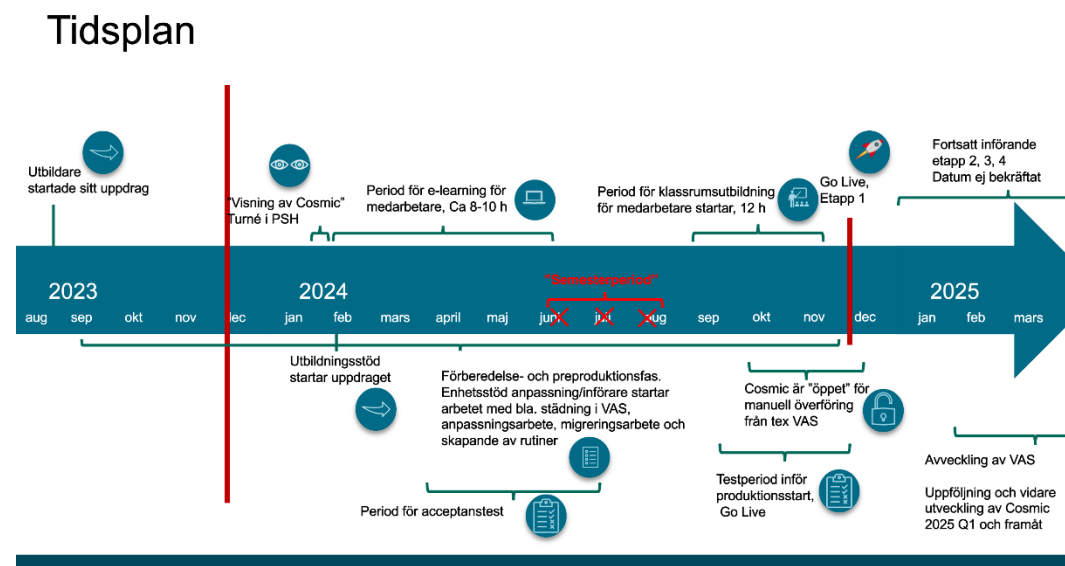 Tidsplan
Utbildare
startade sitt uppdrag
"Visning av Cosmic"
Turné i PSH
Period för e-learning för
medarbetare, Ca 8-10 h
Period för klassrumsutbildning
för medarbetare startar, 12 h
Go Live,
Etapp 1
Fortsatt införande
etapp 2, 3, 4
Datum ej bekräftat
"Semesterperiod"
2023
2024
2025
aug sep okt nov dec jan feb mars april maj juni juli aug sep okt nov dec jan feb mars
Utbildningsstöd
startar uppdraget
Förberedelse- och preproduktionsfas.
Enhetsstöd anpassning/införare startar
arbetet med bla. städning i VAS,
anpassningsarbete, migreringsarbete och
skapande av rutiner
Period för acceptanstest
Cosmic är "öppet" för
manuell överföring
från tex VAS
Testperiod inför
produktionsstart,
Go Live
Avveckling av VAS
Uppföljning och vidare
utveckling av Cosmic
2025 Q1 och framåt